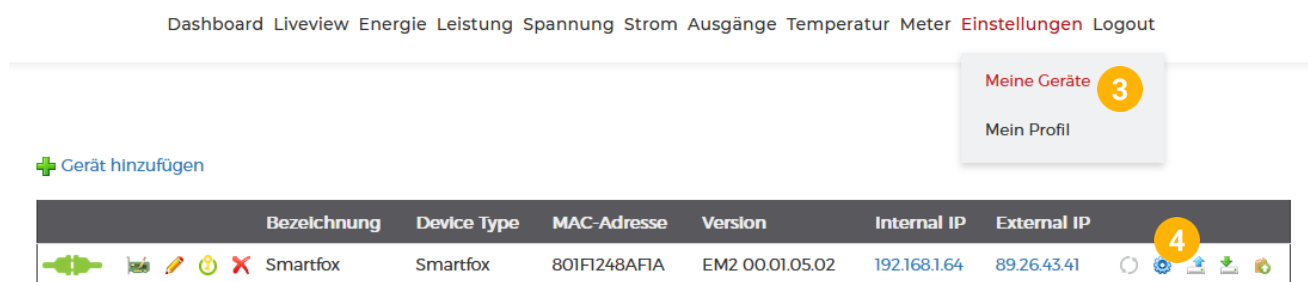 Dashboard Liveview Energie Leistung Spannung Strom Ausgänge Temperatur Meter Einstellungen Logout
Meine Geräte 3
Mein Profil
Gerät hinzufügen
Bezeichnung Device Type MAC-Adresse Version Internal IP External IP
4
Smartfox Smartfox 801F1248AF1A EM2 00.01.05.02 192.168.1.64 89.26.43.41